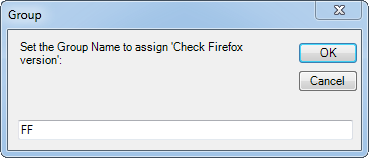 Group
Set the Group Name to assign 'Check Firefox
version':
OK
Cancel
FF